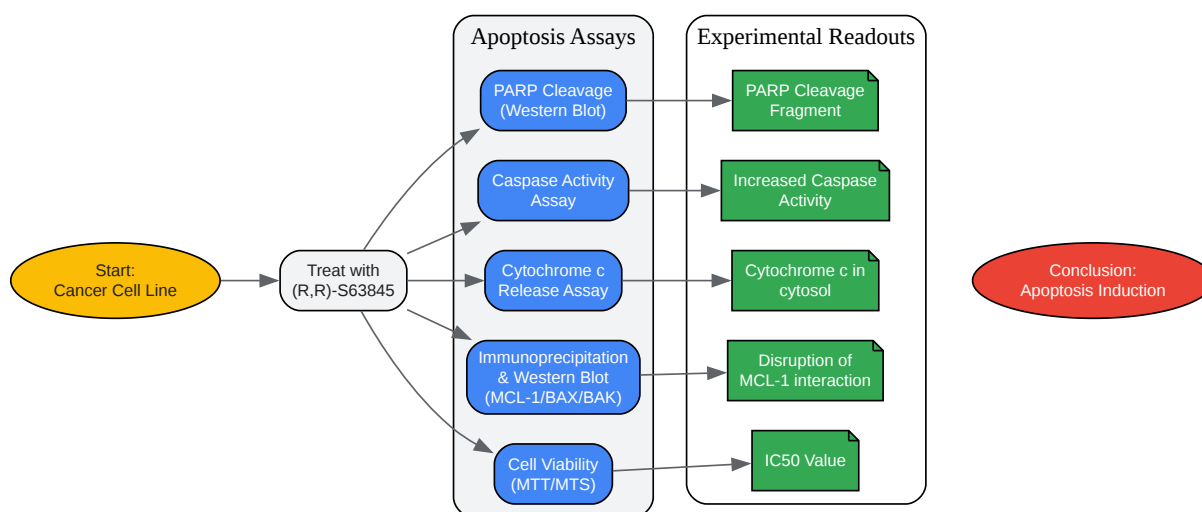 Apoptosis Assays
Experimental Readouts
PARP Cleavage
(Western Blot)
PARP Cleavage
Fragment
Caspase Activity
Assay
Increased Caspase
Activity
Start:
Cancer Cell Line
Treat with
(R,R)-S63845
Cytochrome c
Release Assay
Cytochrome c in
cytosol
Conclusion:
Apoptosis Induction
Immunoprecipitation
& Western Blot
(MCL-1/BAX/BAK)
Disruption of
MCL-1 interaction
Cell Viability
(MTT/MTS)
IC50 Value